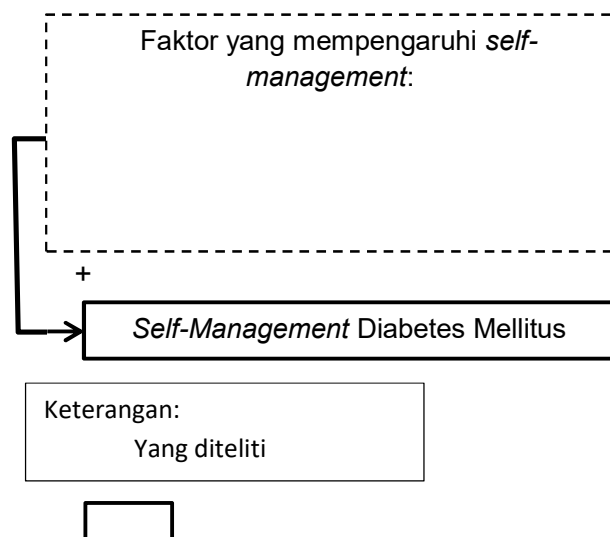 Faktor yang mempengaruhi self-
management:
+
Self-Management Diabetes Mellitus
Keterangan:
Yang diteliti